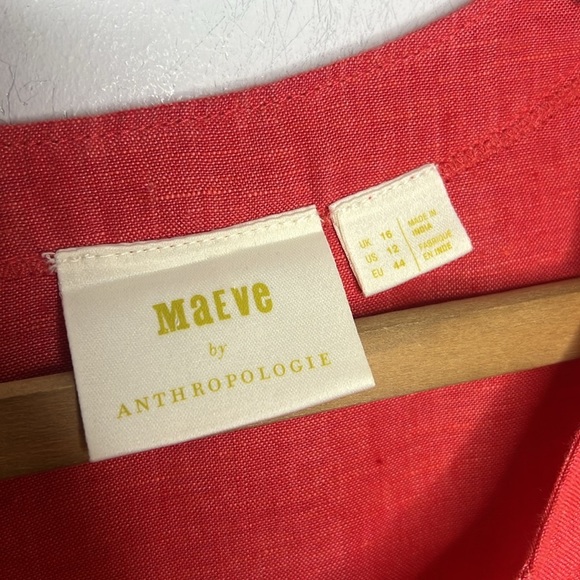 MaEVe
by
ANTHROPOLOGIE
UK 16
US 12
EU 44
MADE IN
INDIA
FABRIQUÉ
EN INDE